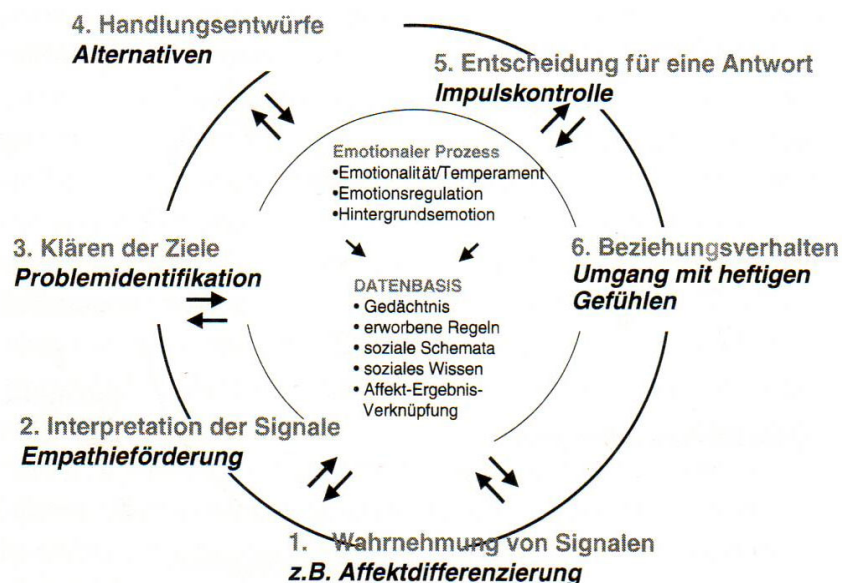 4. Handlungsentwürfe
Alternativen
5. Entscheidung für eine Antwort
Impulskontrolle
Emotionaler Prozess
•Emotionalität/Temperament
•Emotionsregulation
•Hintergrundsemotion
3. Klären der Ziele
Problemidentifikation
6. Beziehungsverhalten
Umgang mit heftigen
Gefühlen
DATENBASIS
• Gedächtnis
• erworbene Regeln
• soziale Schemata
• soziales Wissen
• Affekt-Ergebnis-
Verknüpfung
2. Interpretation der Signale
Empathieförderung
1. Wahrnehmung von Signalen
z.B. Affektdifferenzierung